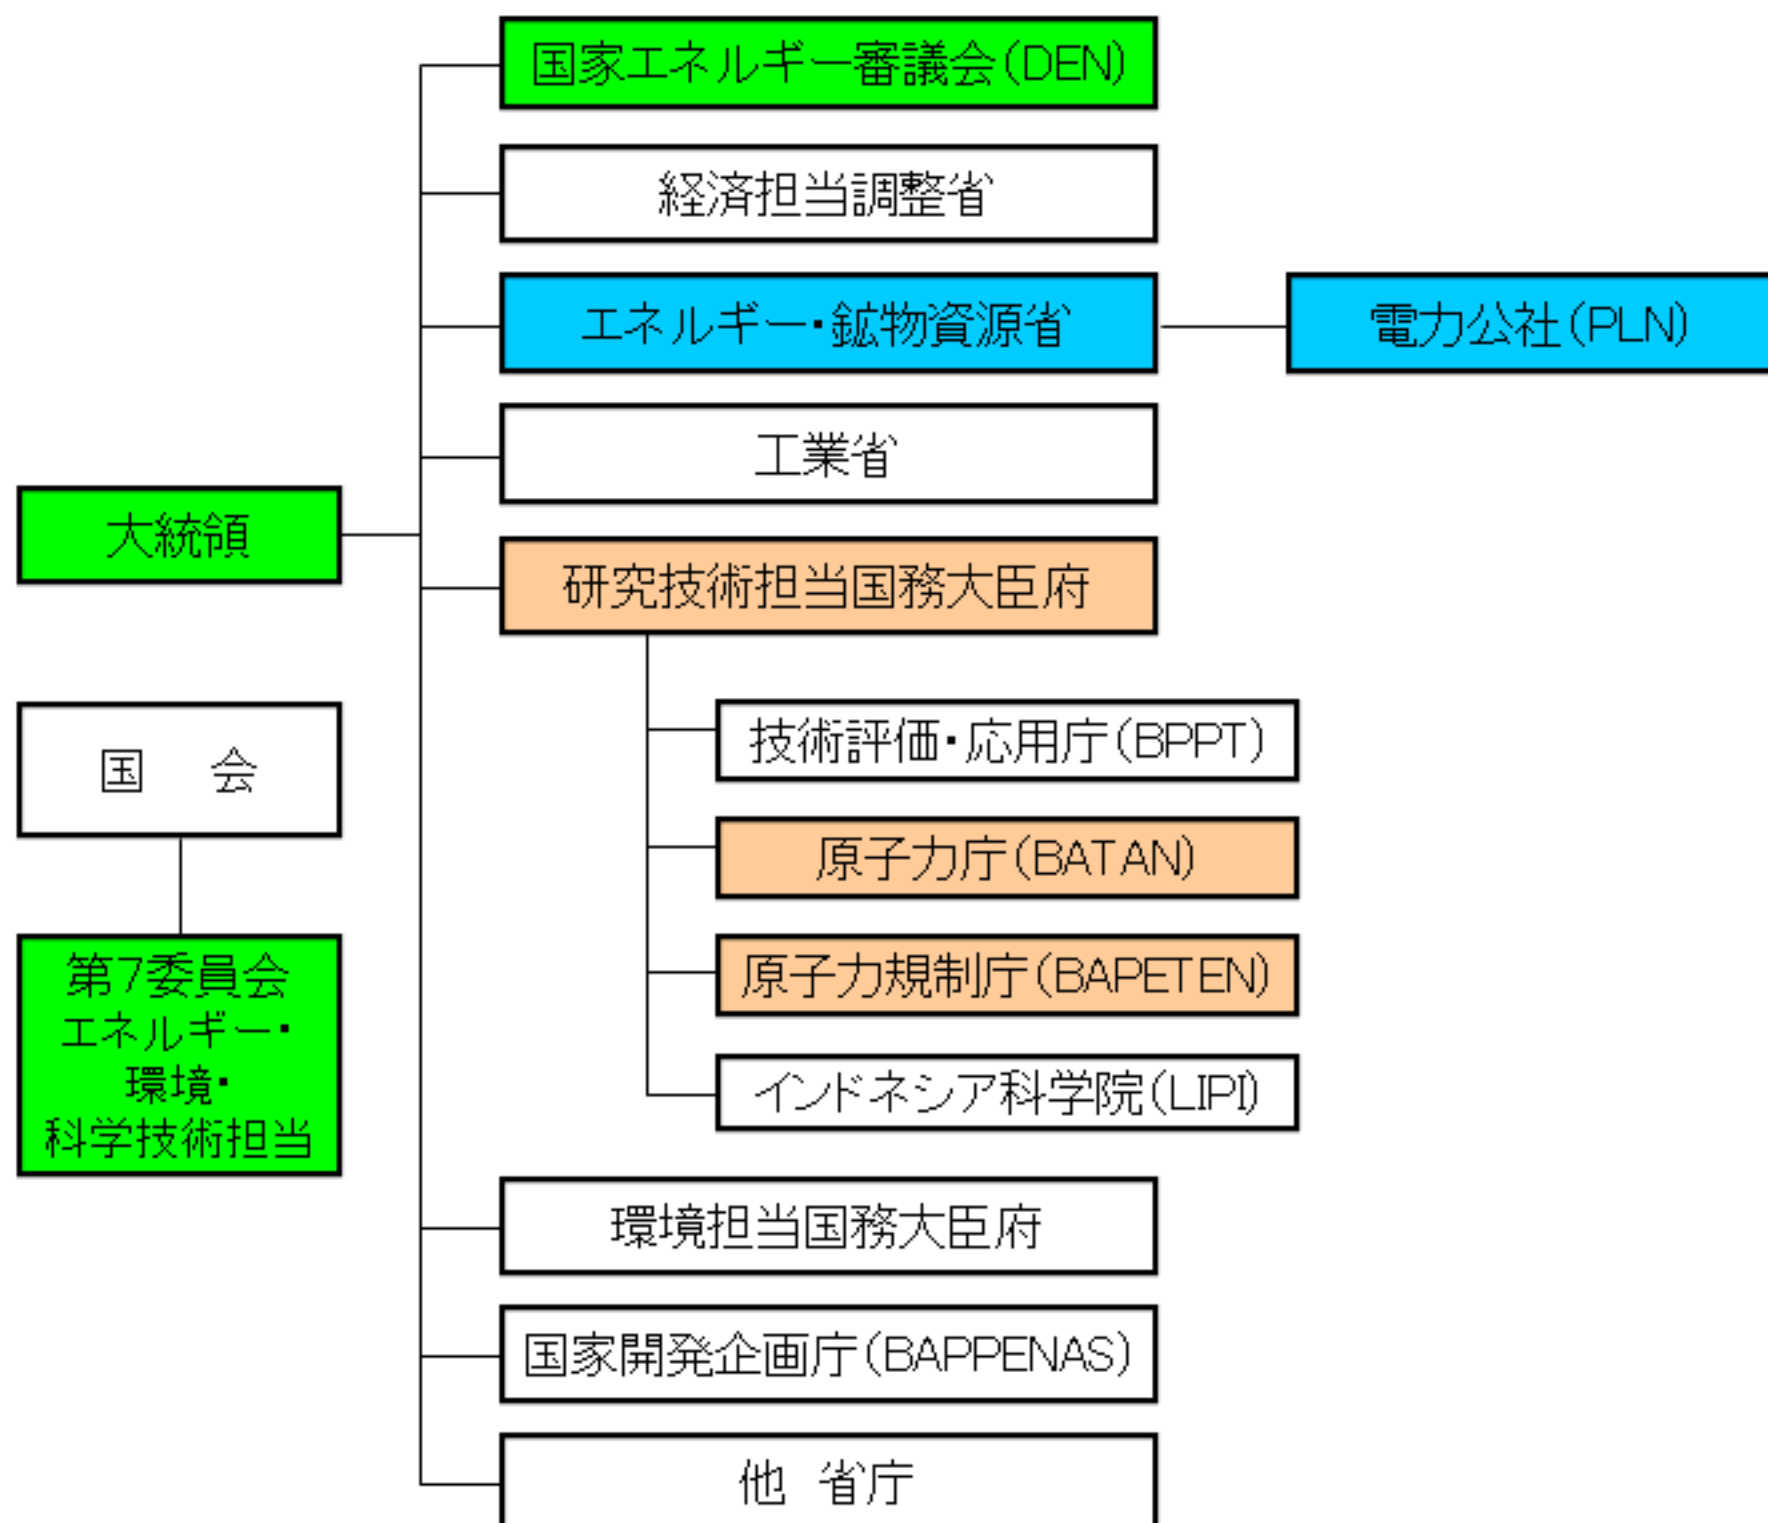 国家エネルギー審議会(DEN)
経済担当調整省
エネルギー・鉱物資源省
電力公社(PLN)
工業省
大統領
研究技術担当国務大臣府
技術評価・応用庁(BPPT)
国 会
原子力庁(BATAN)
原子力規制庁(BAPETEN)
第7委員会
エネルギー・
環境・
科学技術担当
インドネシア科学院(LIPI)
環境担当国務大臣府
国家開発企画庁(BAPPENAS)
他 省庁